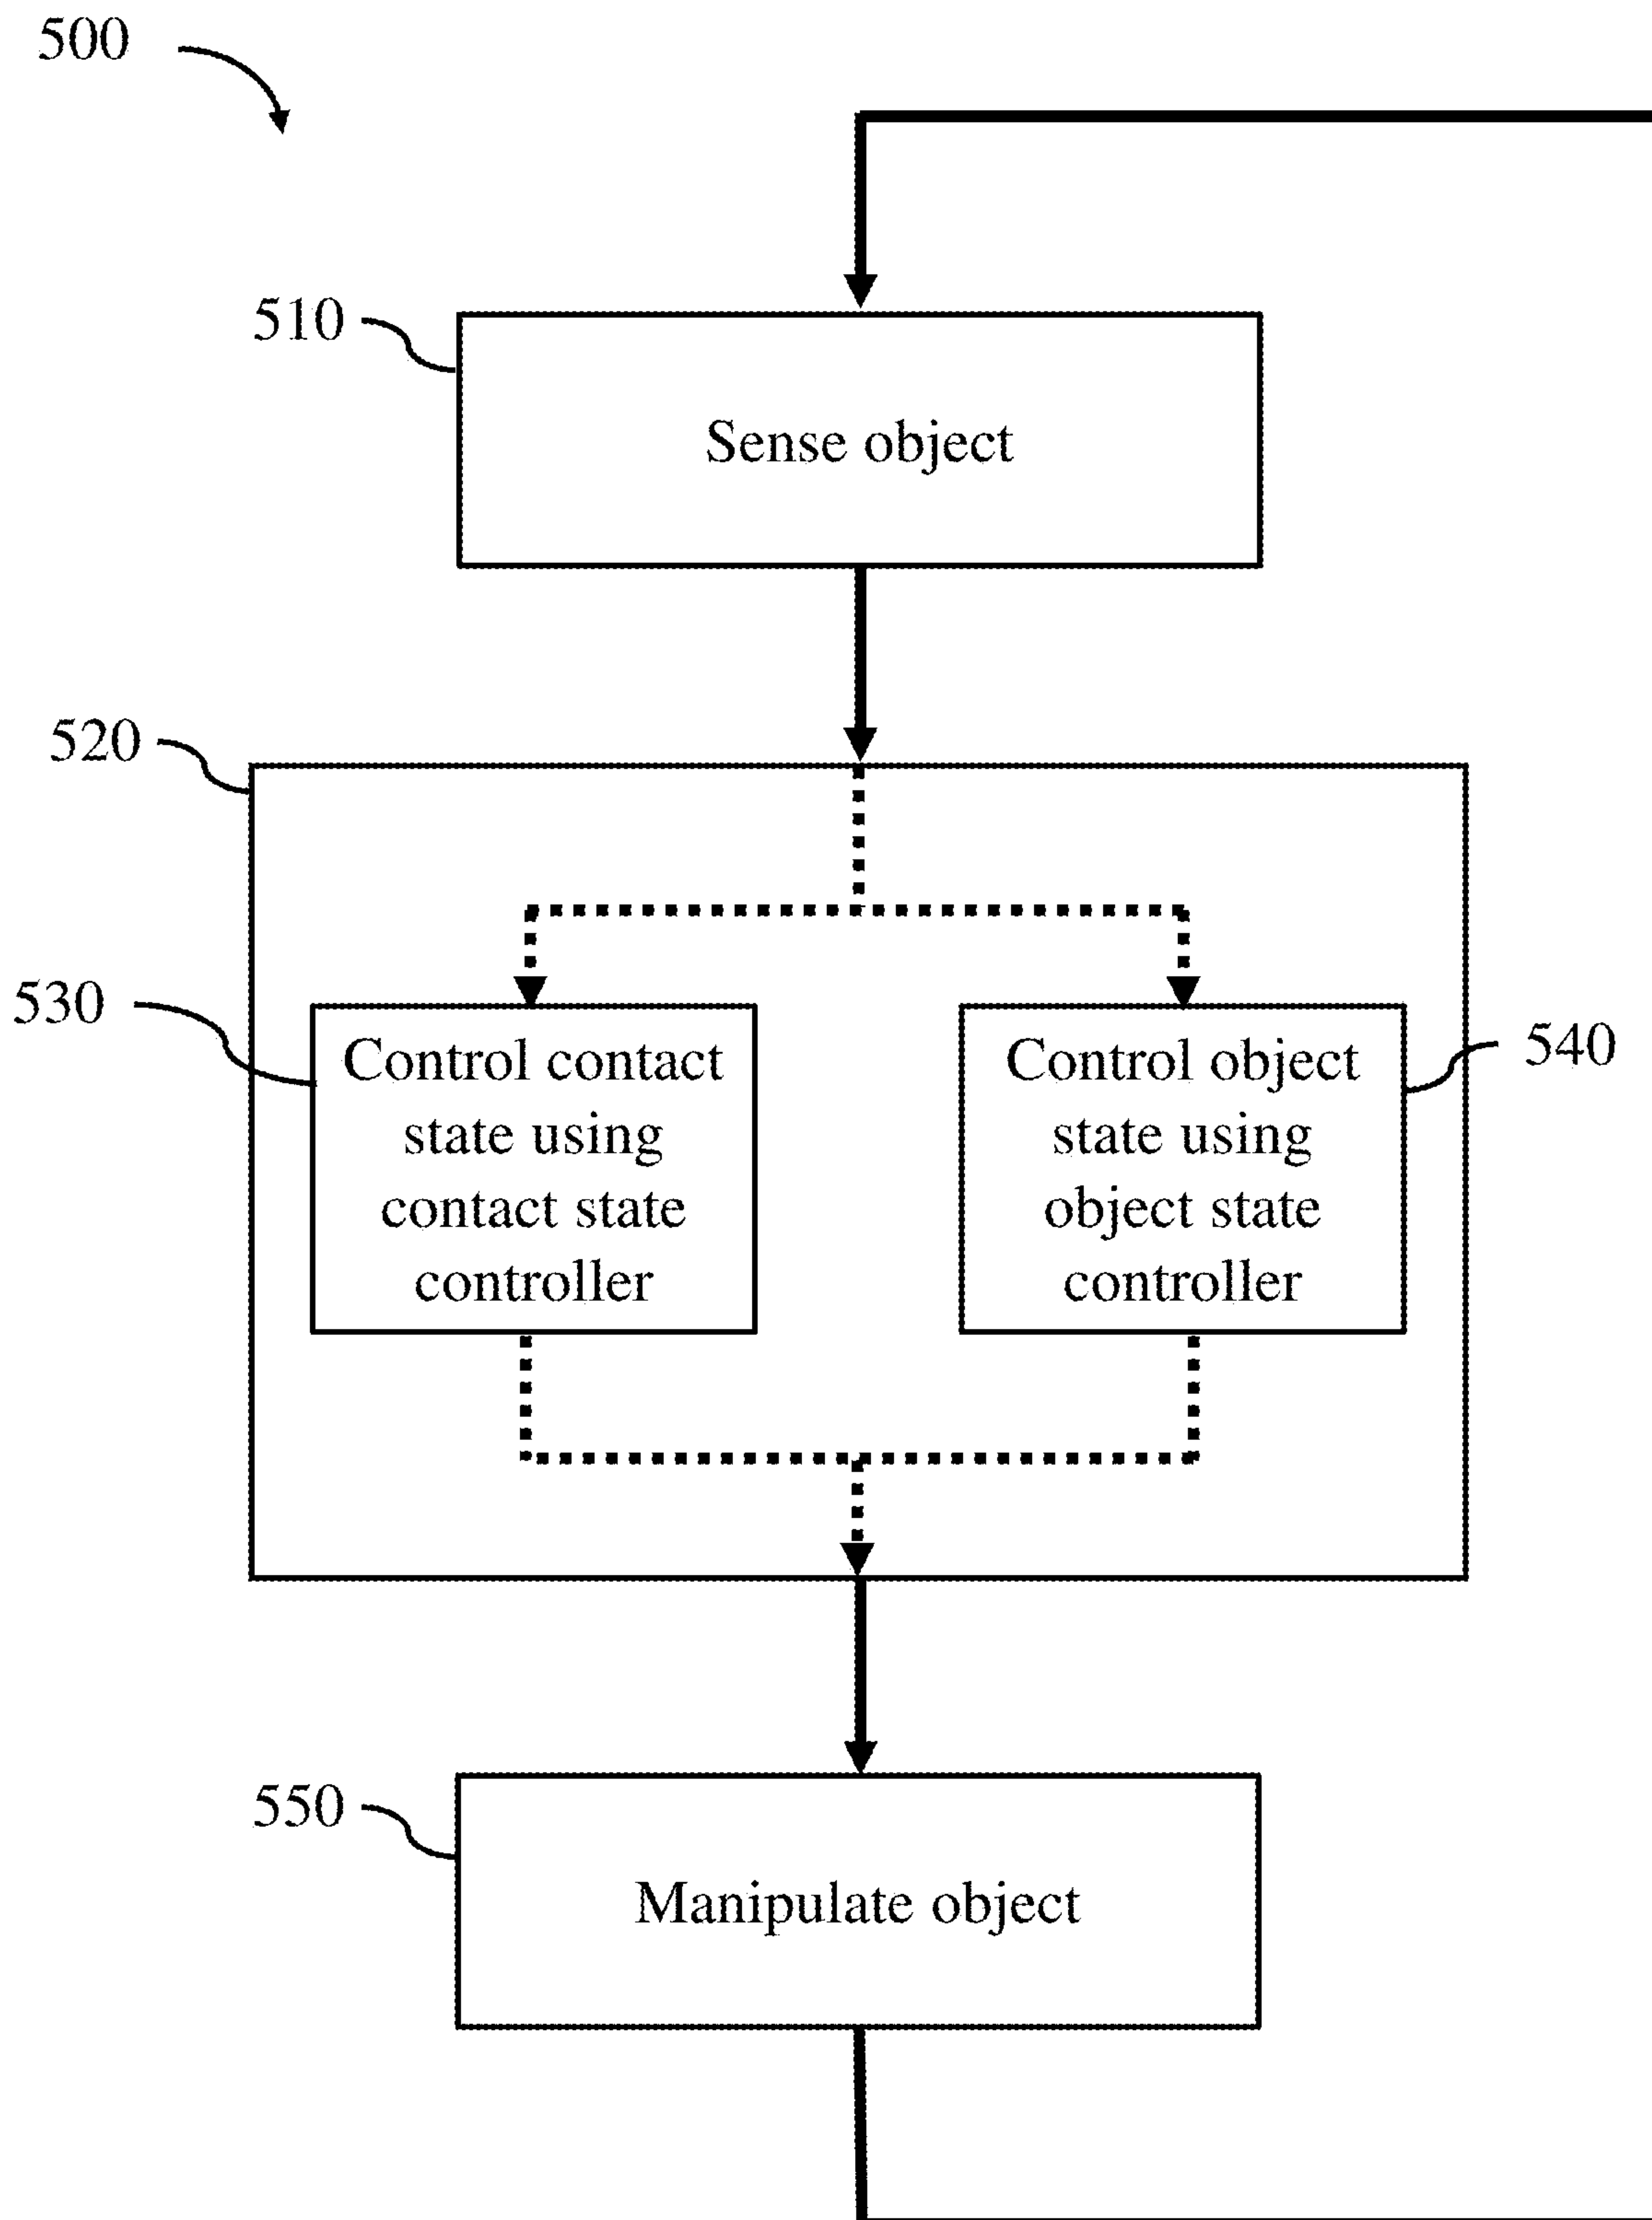 500
510
Sense object
520
530
Control contact
state using
contact state
controller
Control object
state using
object state
controller
540
550
Manipulate object